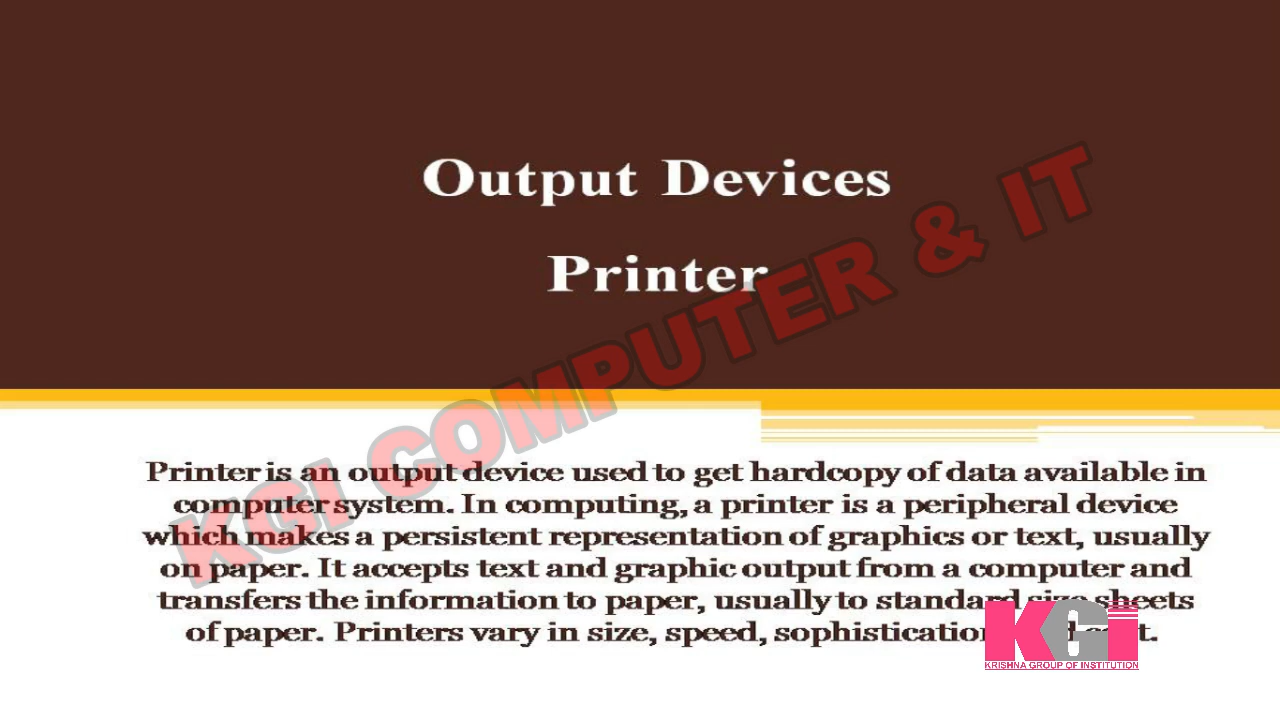 Output Devices
Printer
KGI COMPUTER & IT
Printer is an output device used to get hardcopy of data available in
computer system. In computing, a printer is a peripheral device
which makes a persistent representation of graphics or text, usually
on paper. It accepts text and graphic output from a computer and
transfers the information to paper, usually to standard size sheets
of paper. Printers vary in size, speed, sophistication
KGI
KRISHNA GROUP OF INSTITUTION